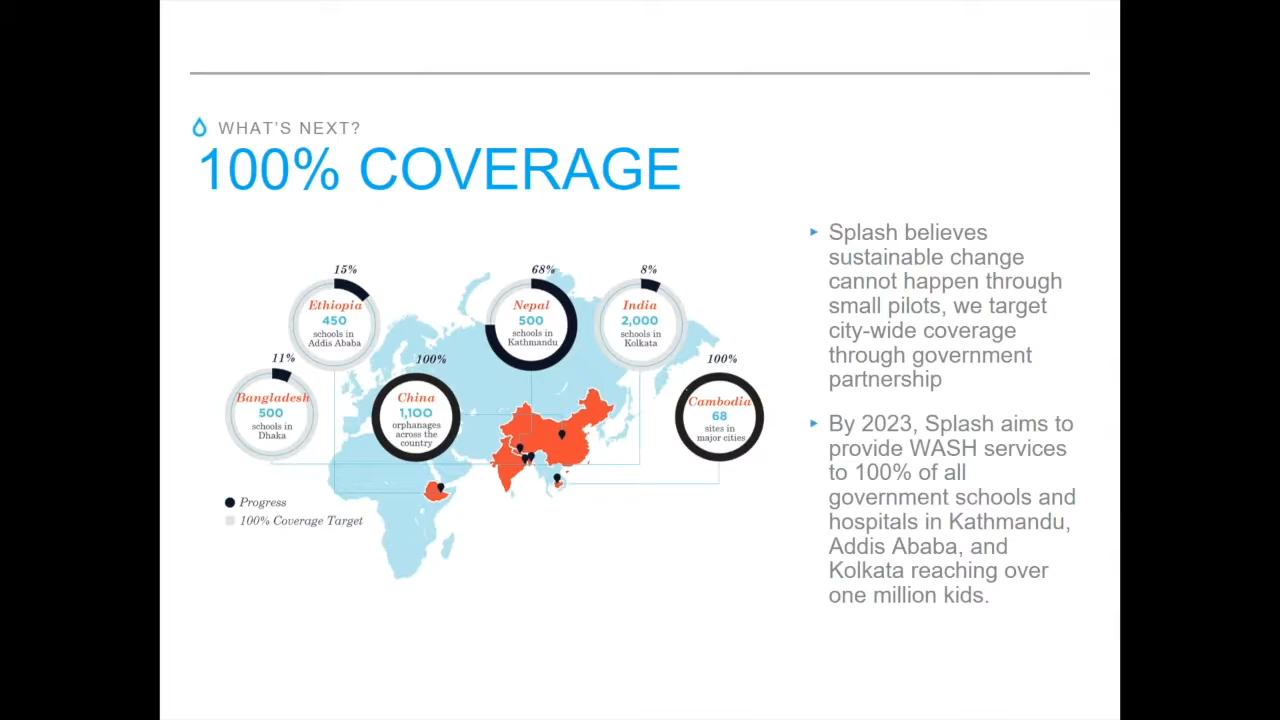 WHAT'S NEXT?
100% COVERAGE
15%
Ethiopia
450
schools in
Addis Ababa
68%
Nepal
500
schools in
Kathmandu
8%
India
2,000
schools in
Kolkata
11%
Bangladesh
500
schools in
Dhaka
100%
China
1,100
orphanages
across the
country
100%
Cambodia
68
sites in
major cities
Progress
100% Coverage Target
Splash believes
sustainable change
cannot happen through
small pilots, we target
city-wide coverage
through government
partnership
By 2023, Splash aims to
provide WASH services
to 100% of all
government schools and
hospitals in Kathmandu,
Addis Ababa, and
Kolkata reaching over
one million kids.